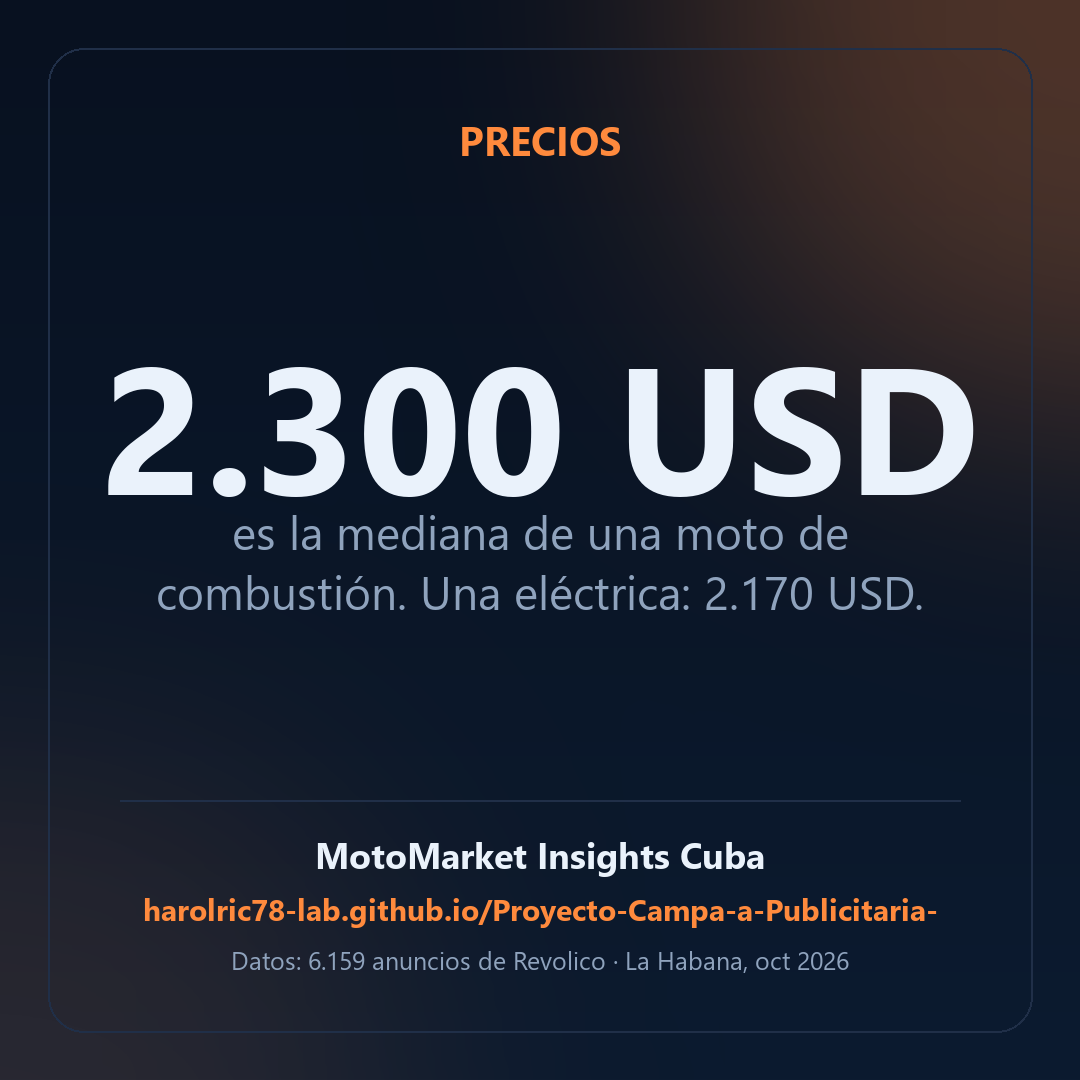 PRECIOS
2.300 USD
es la mediana de una moto de
combustión. Una eléctrica: 2.170 USD.
MotoMarket Insights Cuba
harolric78-lab.github.io/Proyecto-Campa-a-Publicitaria-
Datos: 6.159 anuncios de Revolico · La Habana, oct 2026